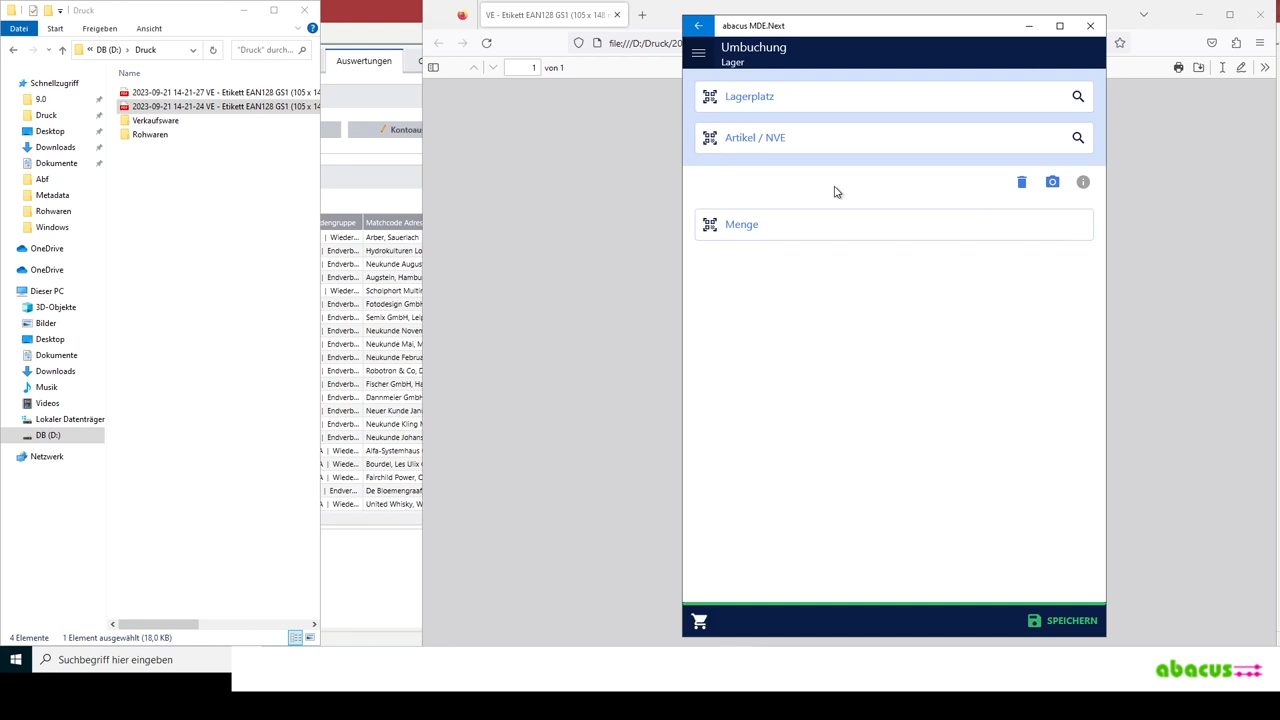 Druck
Datei
Start
Freigeben
Ansicht
DB (D:)
Druck
"Druck" durch...
Name
Schnellzugriff
9.0
Druck
Desktop
Downloads
Dokumente
Abf
Metadata
Rohwaren
Windows
OneDrive
OneDrive
Dieser PC
3D-Objekte
Bilder
Desktop
Dokumente
Downloads
Musik
Videos
Lokaler Datenträger
DB (D:)
Netzwerk
2023-09-21 14-21-27 VE - Etikett EAN128 GS1 (105 x 14
2023-09-21 14-21-24 VE - Etikett EAN128 GS1 (105 x 14
Verkaufsware
Rohwaren
4 Elemente
1 Element ausgewählt (18,0 KB)
Suchbegriff hier eingeben
Auswertungen
Kontoaus
dengruppe
Matchcode Adres
| Wieder...
Arber, Sauerlach
| Endverb...
Hydrokulturen Lo
| Endverb...
Neukunde Augus
| Endverb...
Augstein, Hambu
| Wieder...
Scholphort Multim
| Endverb...
Fotodesign GmbH
| Endverb...
Semix GmbH, Leip
| Endverb...
Neukunde Novem
| Endverb...
Neukunde Mai, M
| Endverb...
Neukunde Februa
| Endverb...
Robotron & Co, D
| Endverb...
Fischer GmbH, Ha
| Endverb...
Dannmeier GmbH
| Endverb...
Neuer Kunde Janu
| Endverb...
Neukunde Kling M
| Endverb...
Neukunde Johans
A | Wiede...
Alfa-Systemhaus
Wiede...
Bourdel, Les Ulix C
A | Wiede...
Fairchild Power, C
| Endver...
De Bloemengraaf
A | Wiede...
United Whisky, W
VE - Etikett EAN128 GS1 (105 x 148 m
file:///D:/Druck/20
1
von 1
abacus MDE.Next
Umbuchung
Lager
Lagerplatz
Artikel / NVE
Menge
SPEICHERN
abacus